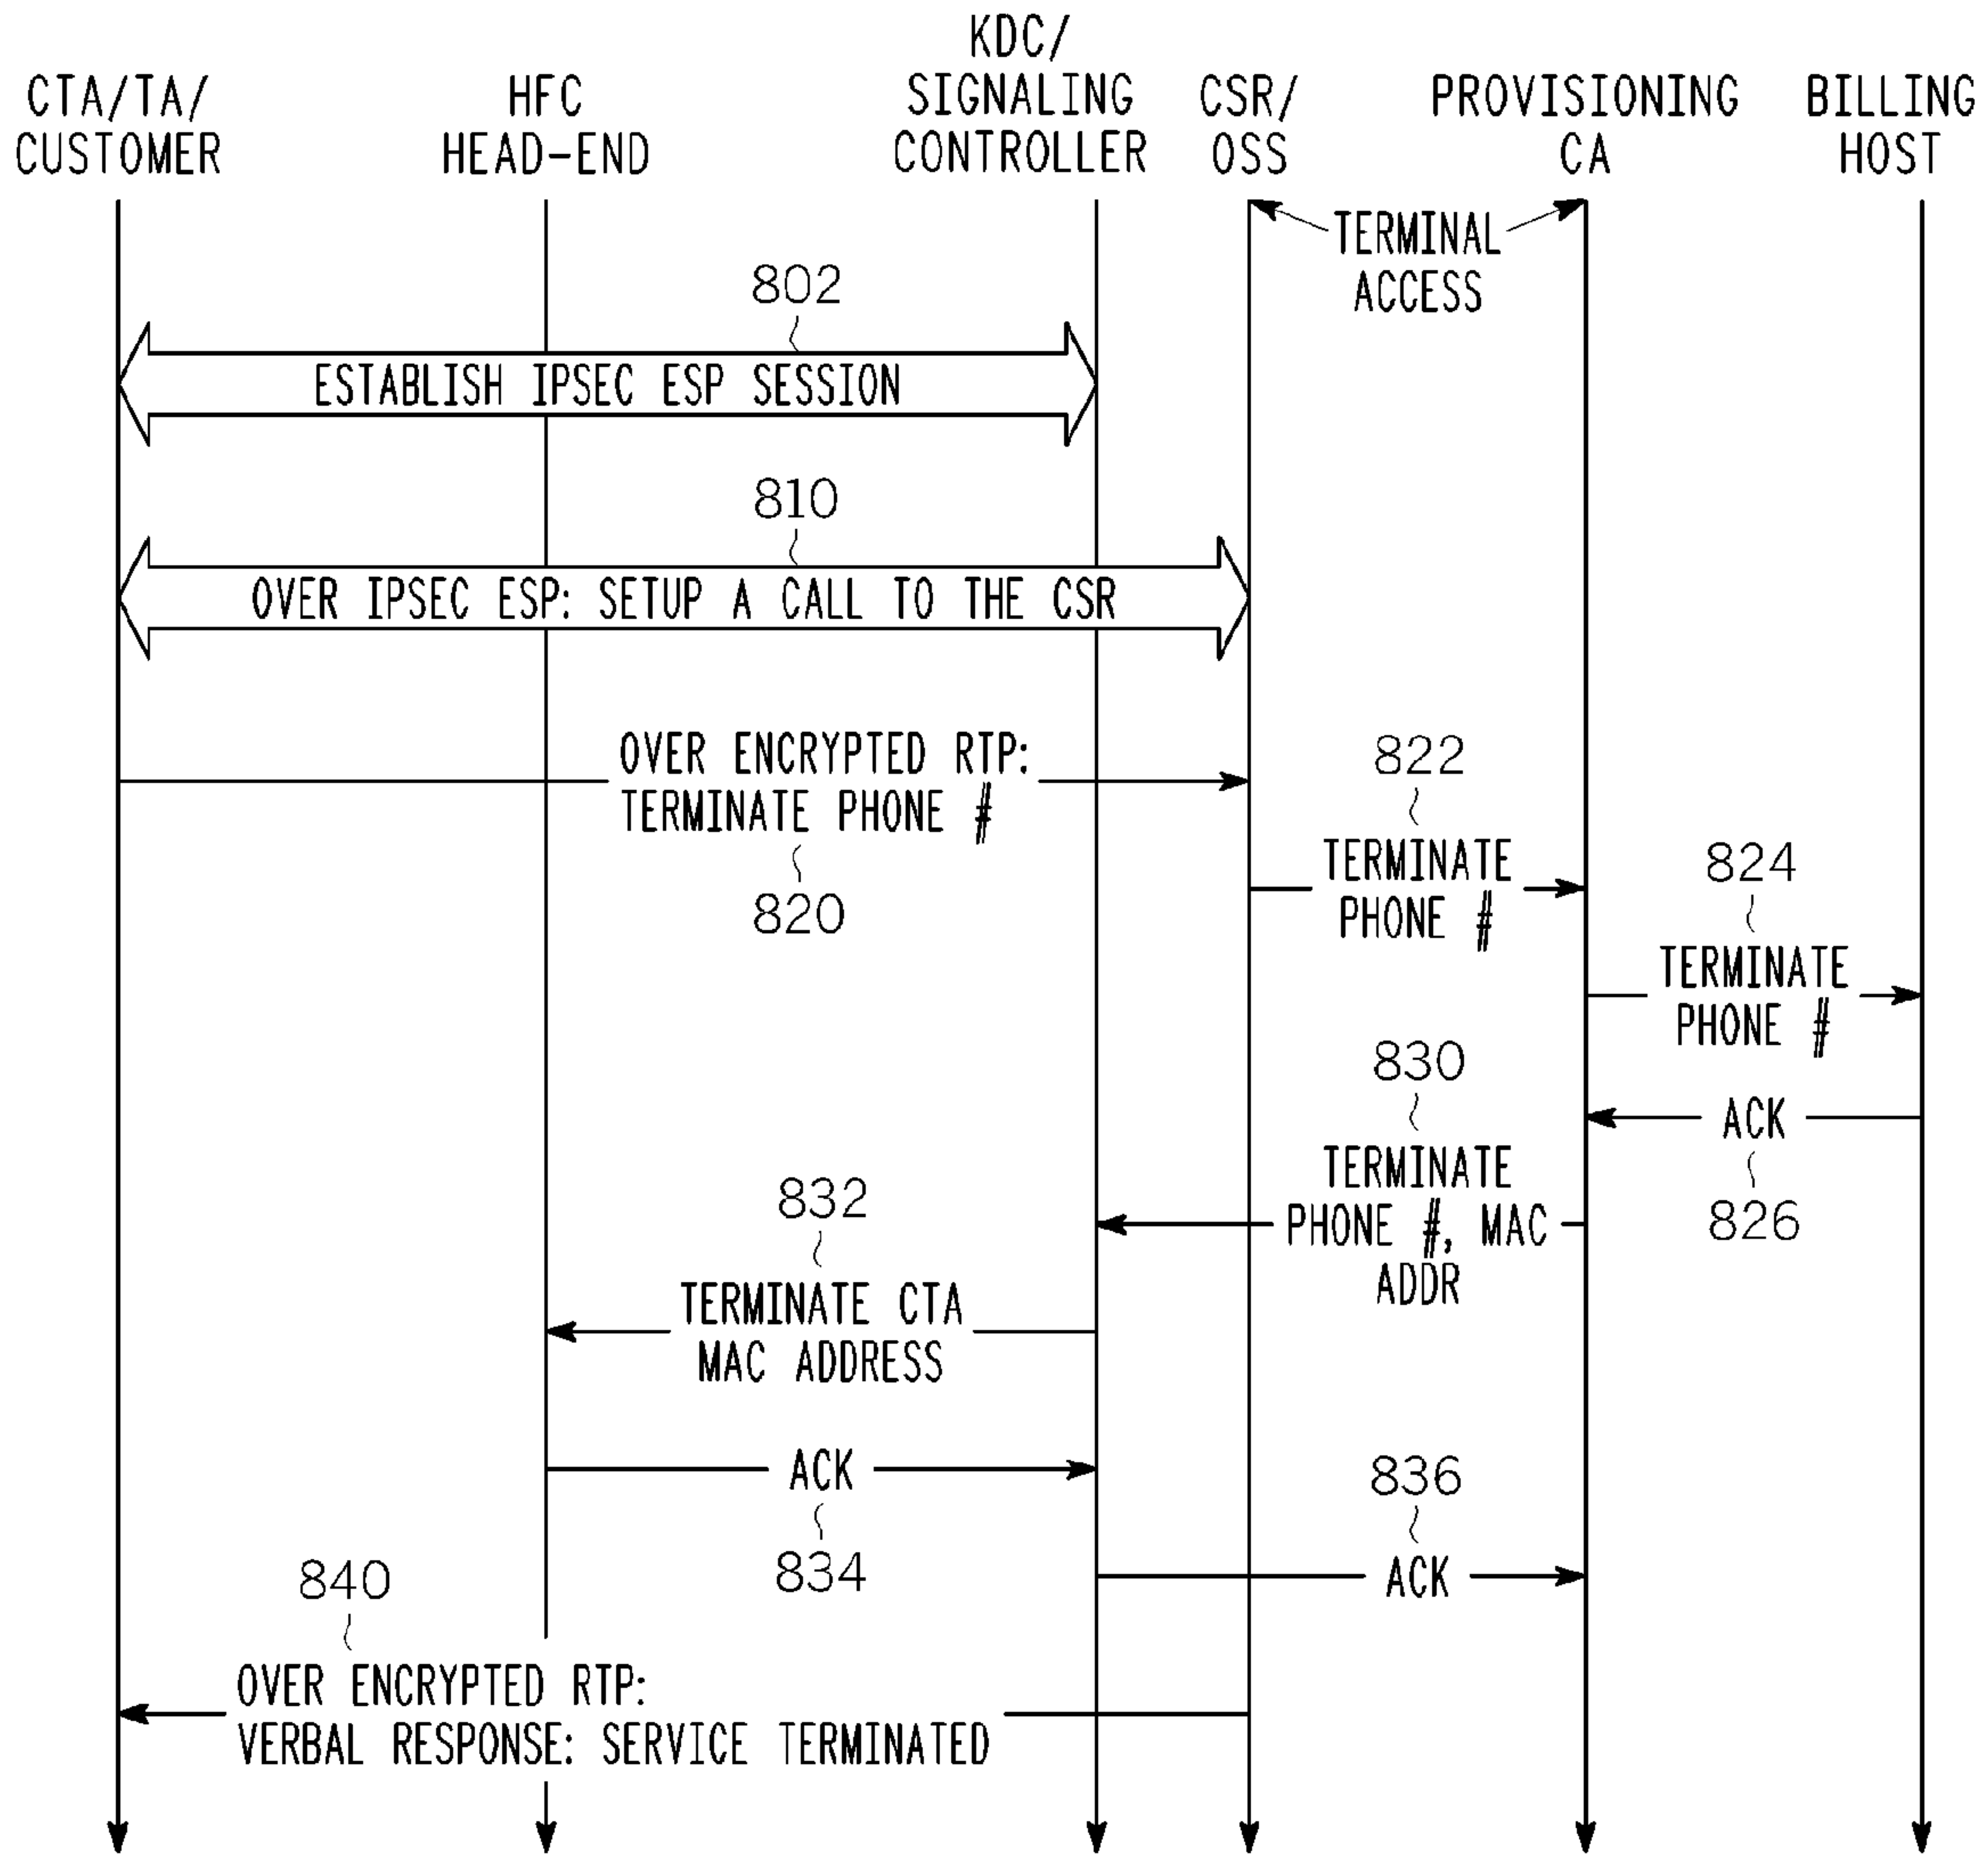 CTA/TA/
CUSTOMER
HFC
HEAD-END
KDC/
SIGNALING
CONTROLLER
CSR/
OSS
PROVISIONING
CA
BILLING
HOST
TERMINAL
ACCESS
802
ESTABLISH IPSEC ESP SESSION
810
OVER IPSEC ESP: SETUP A CALL TO THE CSR
OVER ENCRYPTED RTP:
TERMINATE PHONE #
820
822
TERMINATE
PHONE #
824
TERMINATE
PHONE #
ACK
826
830
TERMINATE
PHONE #, MAC
ADDR
832
TERMINATE CTA
MAC ADDRESS
ACK
834
836
ACK
840
OVER ENCRYPTED RTP:
VERBAL RESPONSE: SERVICE TERMINATED